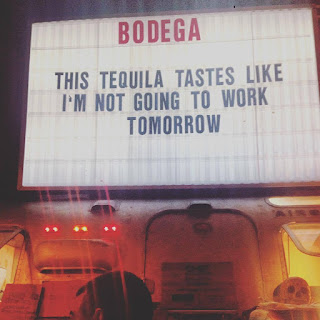 BODEGA
THIS TEQUILA TASTES LIKE
I'M NOT GOING TO WORK
TOMORROW